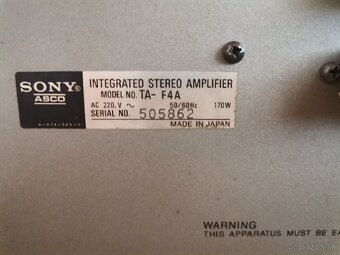 SONY® INTEGRATED STEREO AMPLIFIER
ASCO MODEL NO. TA- F4A
AC 220.V ~ 50/60Hz 170W
SERIAL NO. 505862
MADE IN JAPAN
WARNING
THIS APPARATUS MUST BE EA